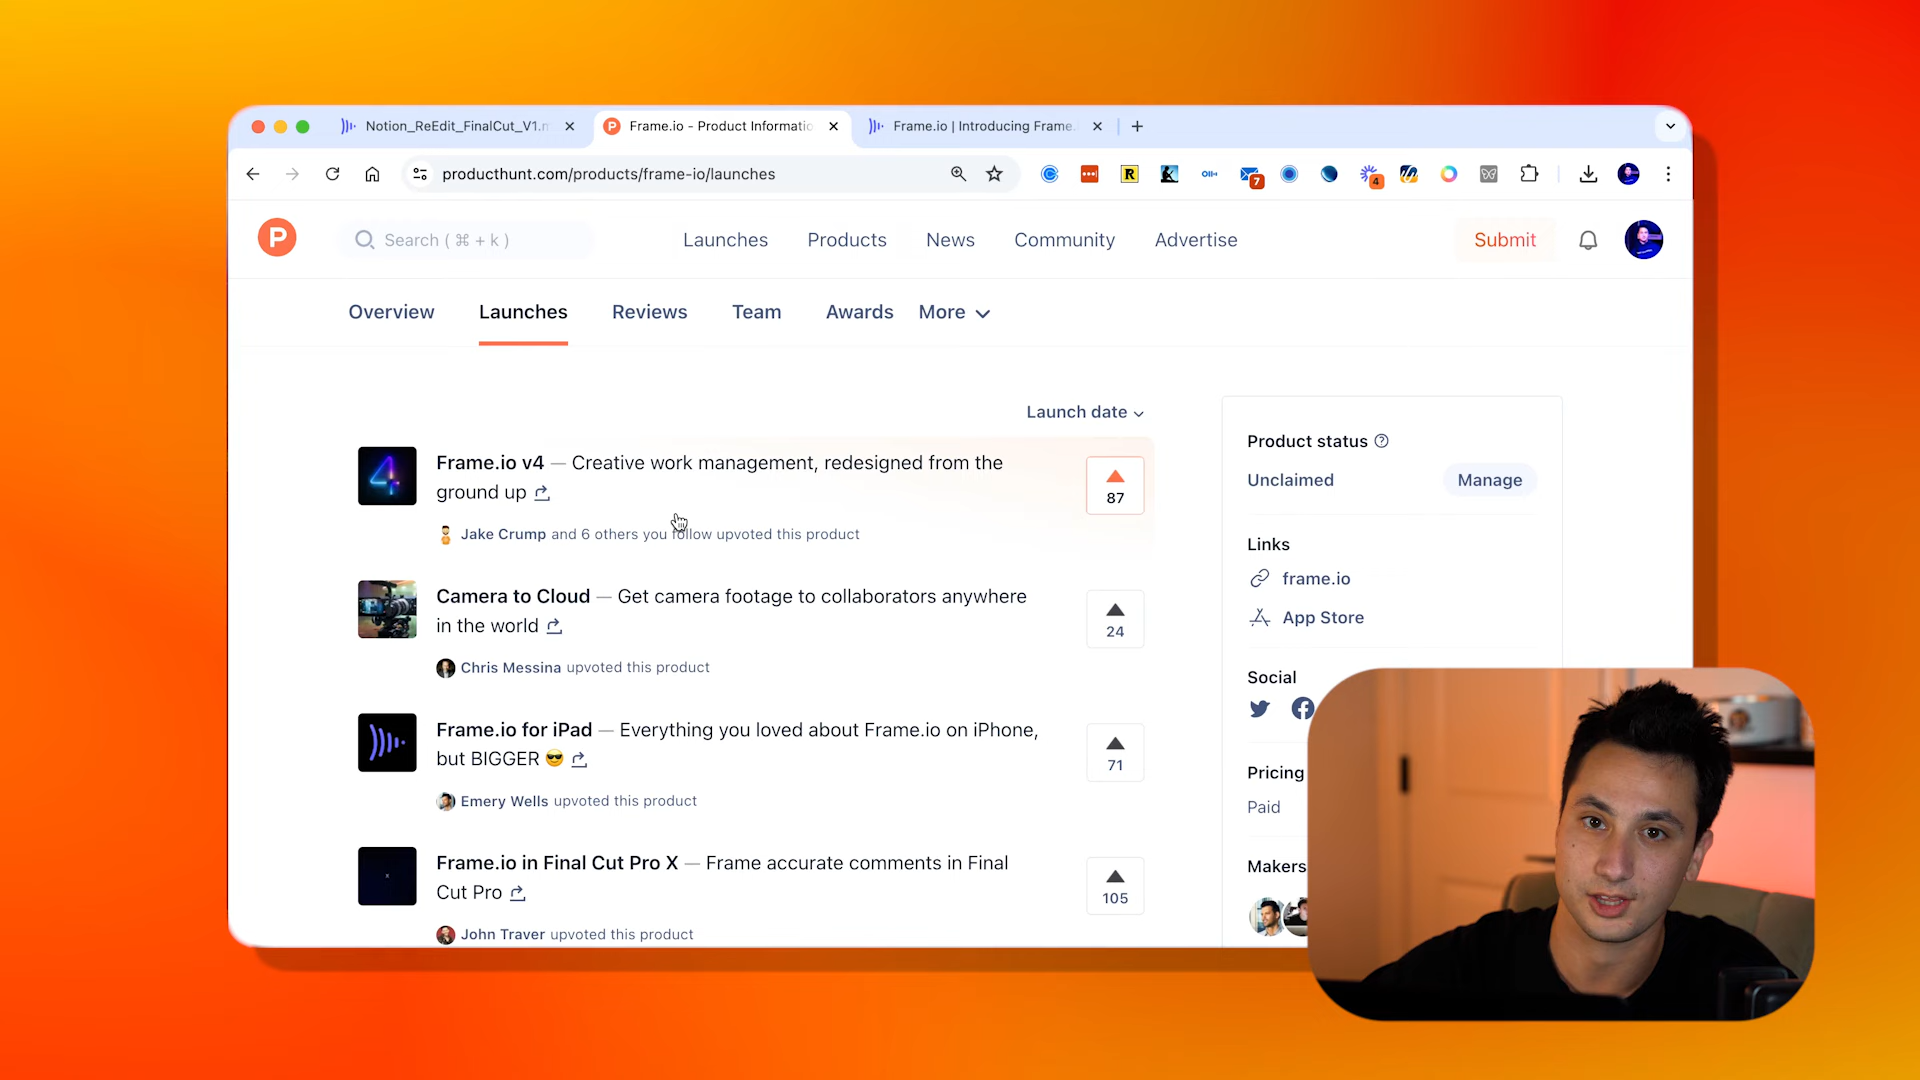 Notion_ReEdit_FinalCut_V1.m
Frame.io - Product Informatio
Frame.io | Introducing Frame.
producthunt.com/products/frame-io/launches
R
7
4
P
Search ( ⌘ + k )
Launches
Products
News
Community
Advertise
Submit
Overview
Launches
Reviews
Team
Awards
More
Launch date
Frame.io v4 — Creative work management, redesigned from the
ground up
87
Jake Crump and 6 others you follow upvoted this product
Camera to Cloud — Get camera footage to collaborators anywhere
in the world
24
Chris Messina upvoted this product
Frame.io for iPad — Everything you loved about Frame.io on iPhone,
but BIGGER 😎
71
Emery Wells upvoted this product
Frame.io in Final Cut Pro X — Frame accurate comments in Final
Cut Pro
105
John Traver upvoted this product
Product status
Unclaimed
Manage
Links
frame.io
App Store
Social
Pricing
Paid
Makers